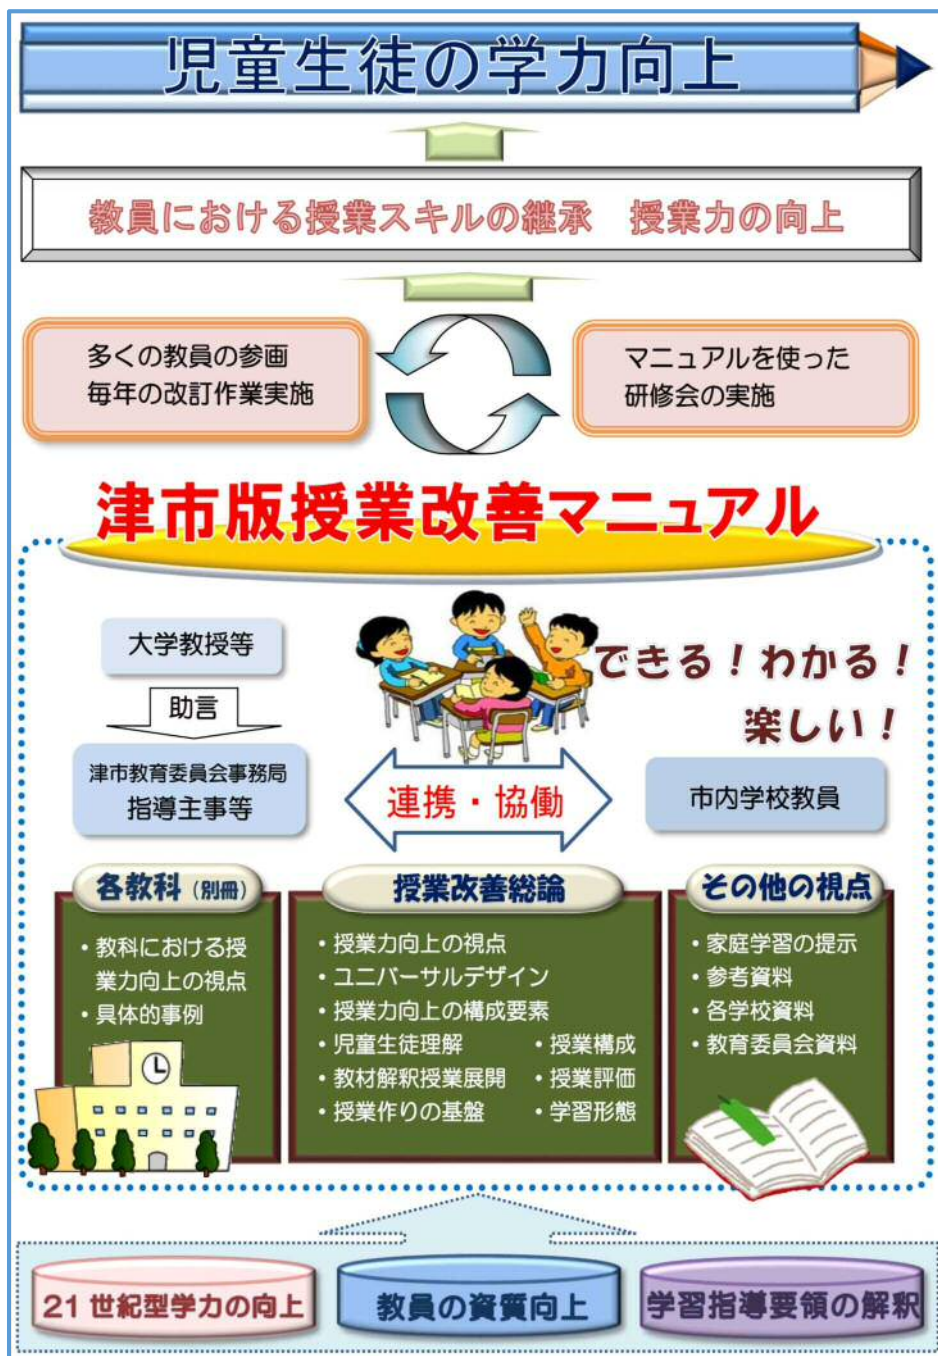 児童生徒の学力向上
教員における授業スキルの継承　授業力の向上
多くの教員の参画
毎年の改訂作業実施
マニュアルを使った
研修会の実施
津市版授業改善マニュアル
大学教授等
助言
津市教育委員会事務局
指導主事等
できる！わかる！
楽しい！
連携・協働
市内学校教員
各教科（別冊）
・教科における授
業力向上の視点
・具体的事例
授業改善総論
・授業力向上の視点
・ユニバーサルデザイン
・授業力向上の構成要素
・児童生徒理解　・授業構成
・教材解釈授業展開　・授業評価
・授業作りの基盤　・学習形態
その他の視点
・家庭学習の提示
・参考資料
・各学校資料
・教育委員会資料
21世紀型学力の向上
教員の資質向上
学習指導要領の解釈